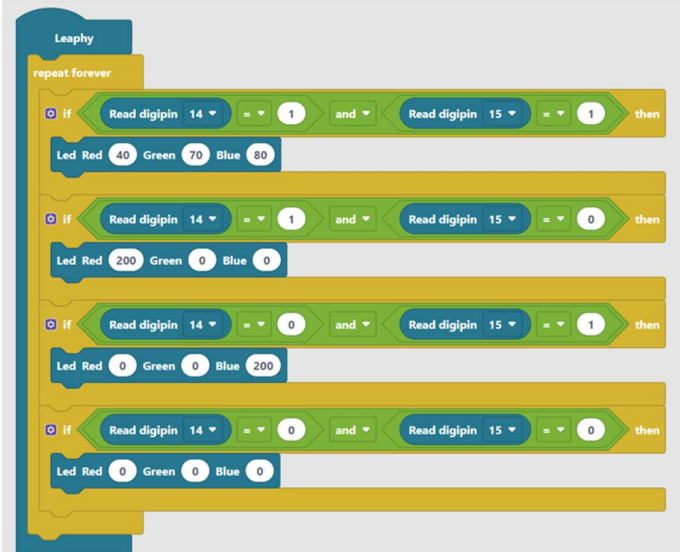 Leaphy
repeat forever
if Read digipin 14 = 1 and Read digipin 15 = 1 then
Led Red 40 Green 70 Blue 80
if Read digipin 14 = 1 and Read digipin 15 = 0 then
Led Red 200 Green 0 Blue 0
if Read digipin 14 = 0 and Read digipin 15 = 1 then
Led Red 0 Green 0 Blue 200
if Read digipin 14 = 0 and Read digipin 15 = 0 then
Led Red 0 Green 0 Blue 0